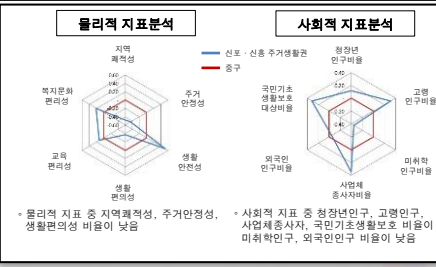 물리적 지표분석
사회적 지표분석
신포·신흥 주거생활권
중구
지역
쾌적성
주거
안정성
생활
안전성
생활
편의성
교육
편리성
복지문화
편리성
청장년
인구비율
고령
인구비율
미취학
인구비율
사업체
종사자비율
외국인
인구비율
국민기초
생활보호
대상비율
◦ 물리적 지표 중 지역쾌적성, 주거안정성,
생활편의성 비율이 낮음
◦ 사회적 지표 중 청장년인구, 고령인구,
사업체종사자, 국민기초생활보호 비율이
미취학인구, 외국인인구 비율이 낮음